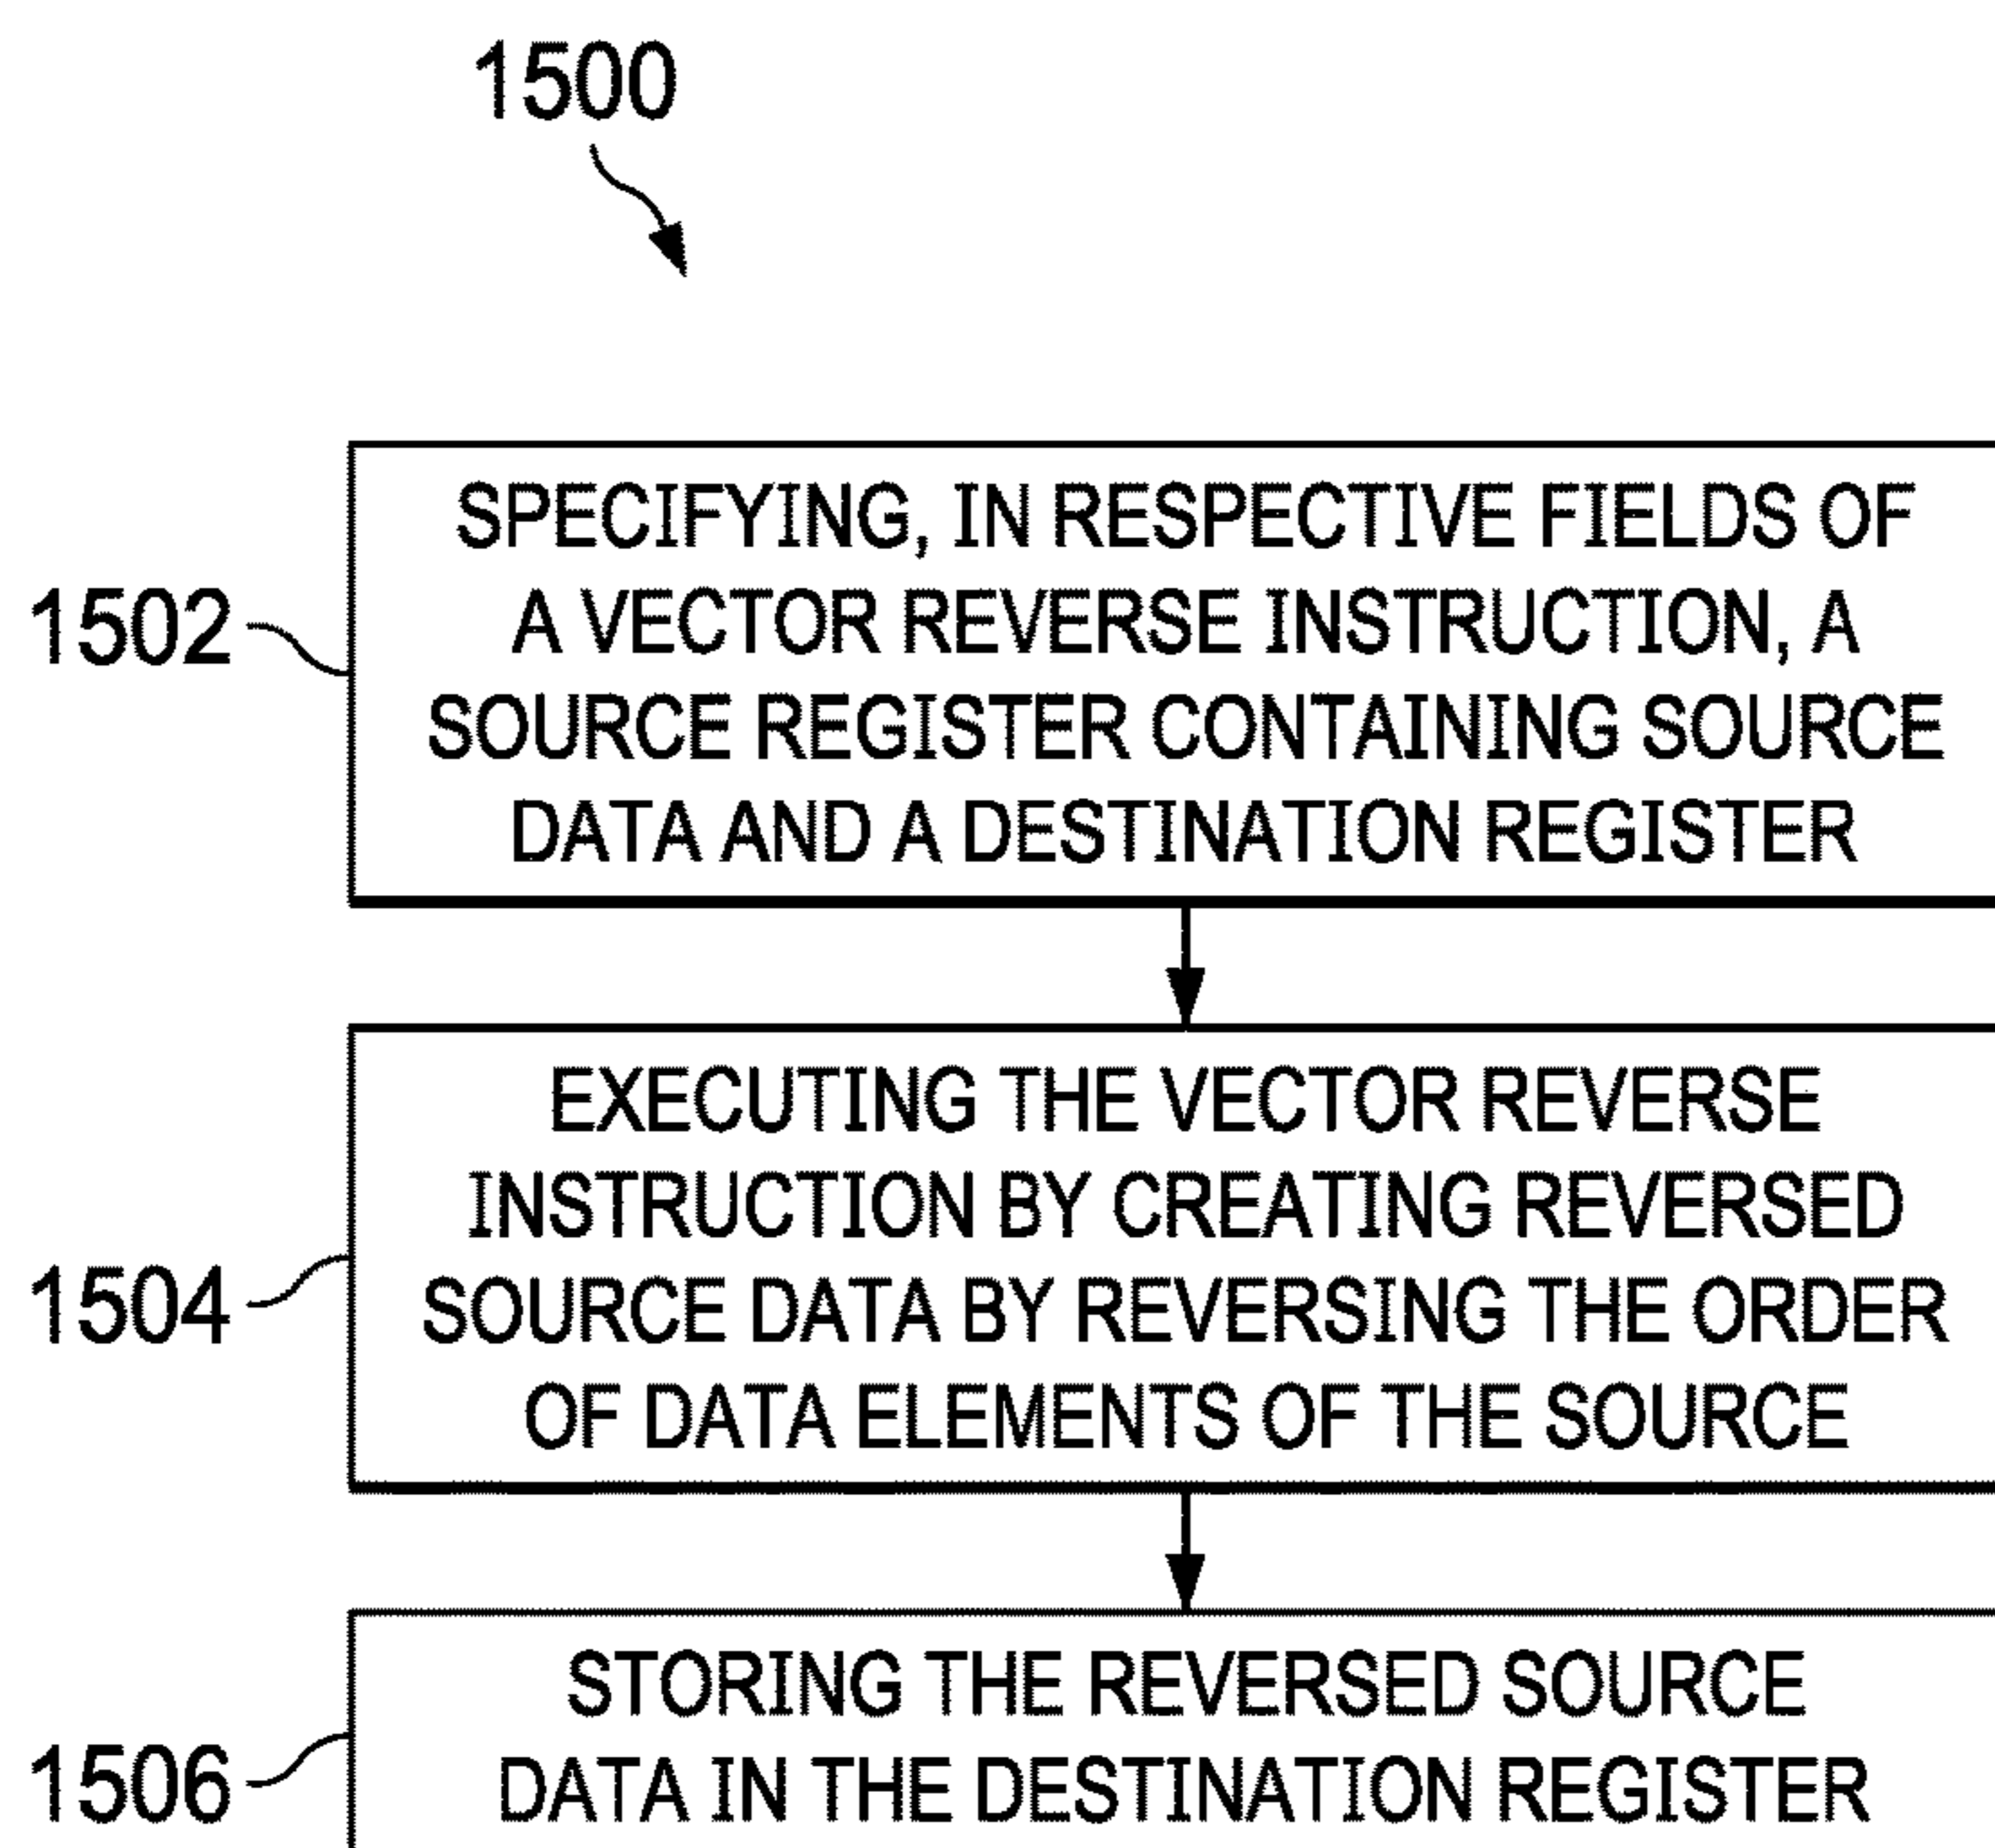 1500
1502
SPECIFYING, IN RESPECTIVE FIELDS OF
A VECTOR REVERSE INSTRUCTION, A
SOURCE REGISTER CONTAINING SOURCE
DATA AND A DESTINATION REGISTER
1504
EXECUTING THE VECTOR REVERSE
INSTRUCTION BY CREATING REVERSED
SOURCE DATA BY REVERSING THE ORDER
OF DATA ELEMENTS OF THE SOURCE
1506
STORING THE REVERSED SOURCE
DATA IN THE DESTINATION REGISTER